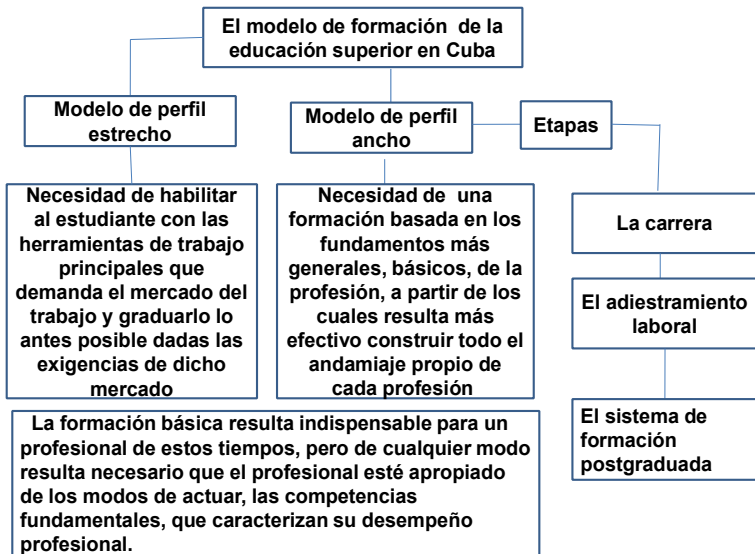 El modelo de formación de la
educación superior en Cuba
Modelo de perfil
estrecho
Modelo de perfil
ancho
Etapas
Necesidad de habilitar
al estudiante con las
herramientas de trabajo
principales que
demanda el mercado del
trabajo y graduarlo lo
antes posible dadas las
exigencias de dicho
mercado
Necesidad de una
formación basada en los
fundamentos más
generales, básicos, de la
profesión, a partir de los
cuales resulta más
efectivo construir todo el
andamiaje propio de
cada profesión
La carrera
El adiestramiento
laboral
El sistema de
formación
postgraduada
La formación básica resulta indispensable para un
profesional de estos tiempos, pero de cualquier modo
resulta necesario que el profesional esté apropiado
de los modos de actuar, las competencias
fundamentales, que caracterizan su desempeño
profesional.